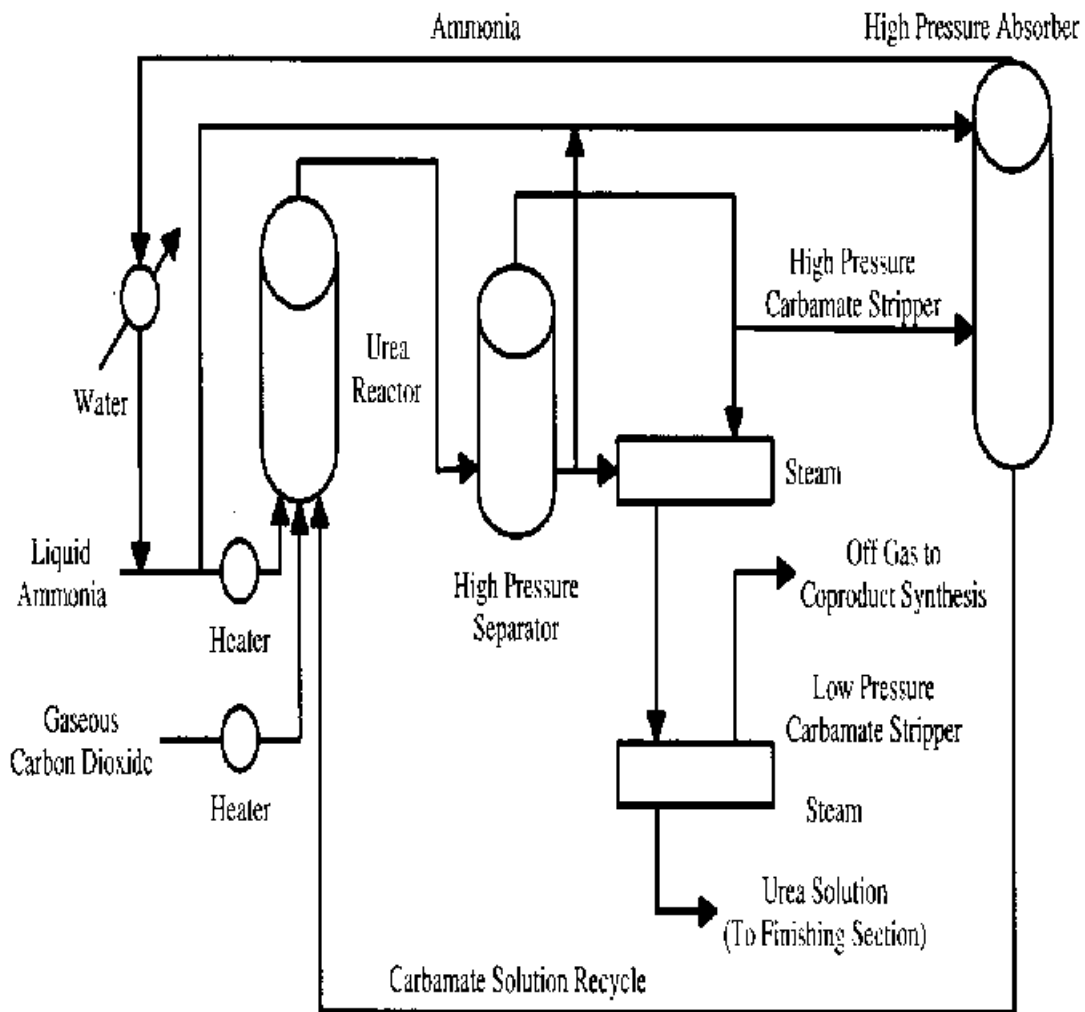 Ammonia
High Pressure Absorber
High Pressure
Carbamate Stripper
Urea
Reactor
Water
Steam
Liquid
Ammonia
Heater
High Pressure
Separator
Off Gas to
Coproduct Synthesis
Gaseous
Carbon Dioxide
Heater
Low Pressure
Carbamate Stripper
Steam
Urea Solution
(To Finishing Section)
Carbamate Solution Recycle